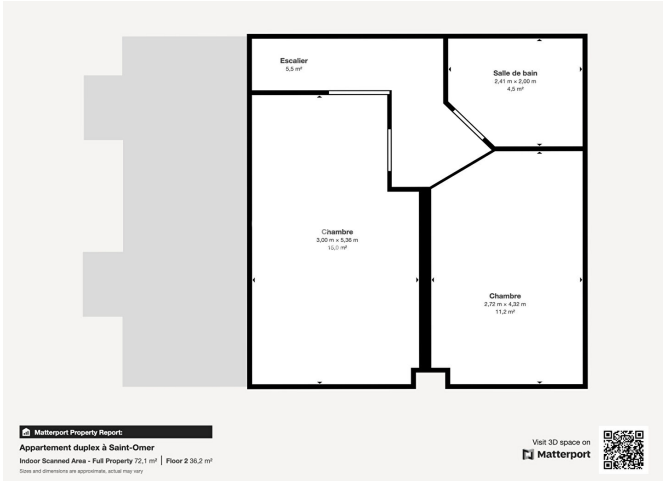 Escalier
5,5 m²
Salle de bain
2,41 m × 2,00 m
4,5 m²
Chambre
3,00 m × 5,36 m
15,0 m²
Chambre
2,72 m × 4,32 m
11,2 m²
Matterport Property Report:
Appartement duplex à Saint-Omer
Indoor Scanned Area - Full Property 72,1 m² | Floor 2 36,2 m²
Sizes and dimensions are approximate, actual may vary
Visit 3D space on
Matterport